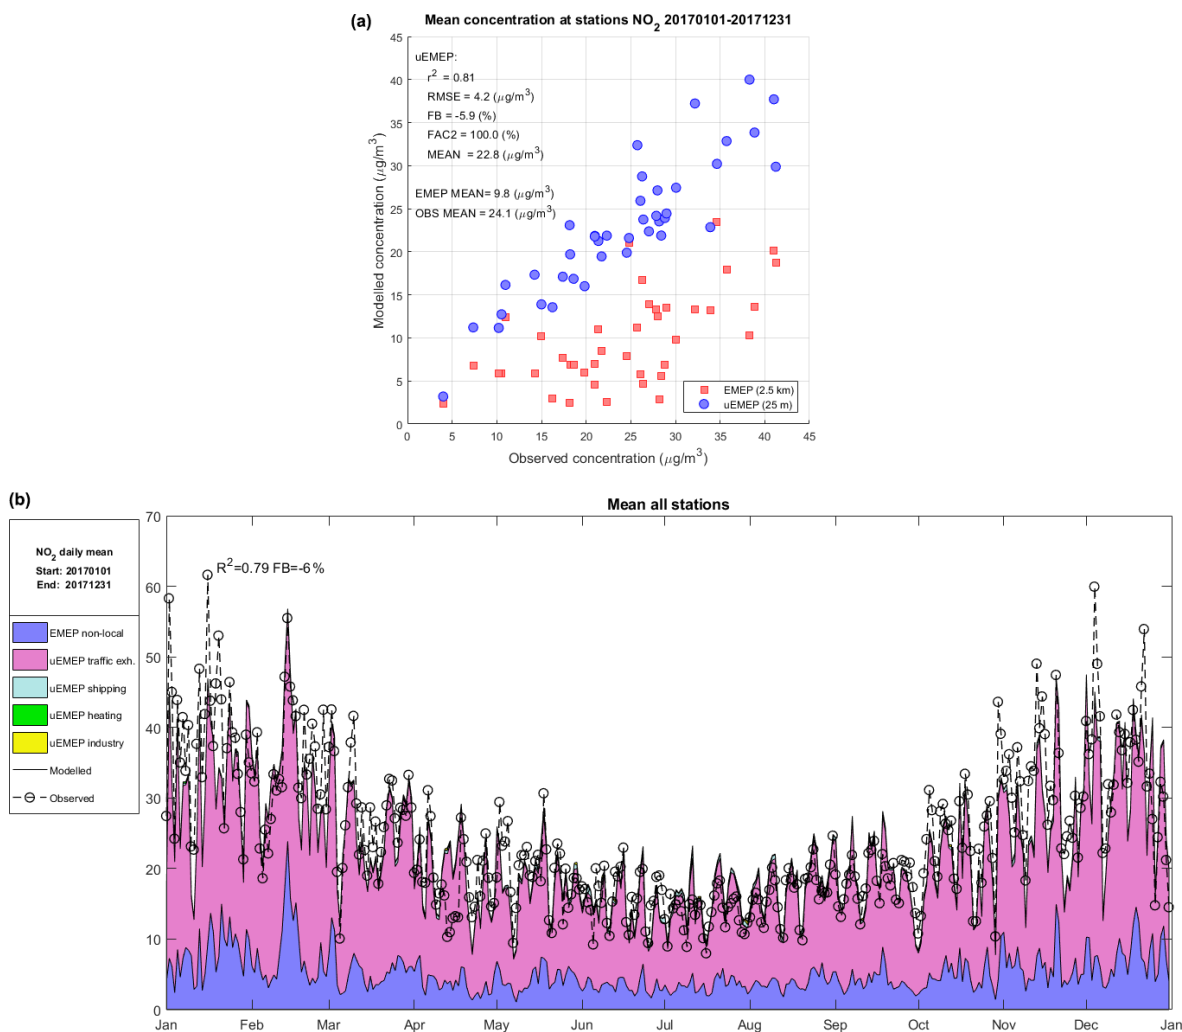 (a)
Mean concentration at stations NO2 20170101-20171231
45
40
35
30
25
20
15
10
5
0
Modelled concentration (μg/m3)
uEMEP:
r2 = 0.81
RMSE = 4.2 (μg/m3)
FB = -5.9 (%)
FAC2 = 100.0 (%)
MEAN = 22.8 (μg/m3)
EMEP MEAN= 9.8 (μg/m3)
OBS MEAN = 24.1 (μg/m3)
EMEP (2.5 km)
uEMEP (25 m)
0 5 10 15 20 25 30 35 40 45
Observed concentration (μg/m3)
(b)
Mean all stations
NO2 daily mean
Start: 20170101
End: 20171231
EMEP non-local
uEMEP traffic exh.
uEMEP shipping
uEMEP heating
uEMEP industry
Modelled
Observed
70
60
50
40
30
20
10
0
R2=0.79 FB=-6%
Jan Feb Mar Apr May Jun Jul Aug Sep Oct Nov Dec Jan